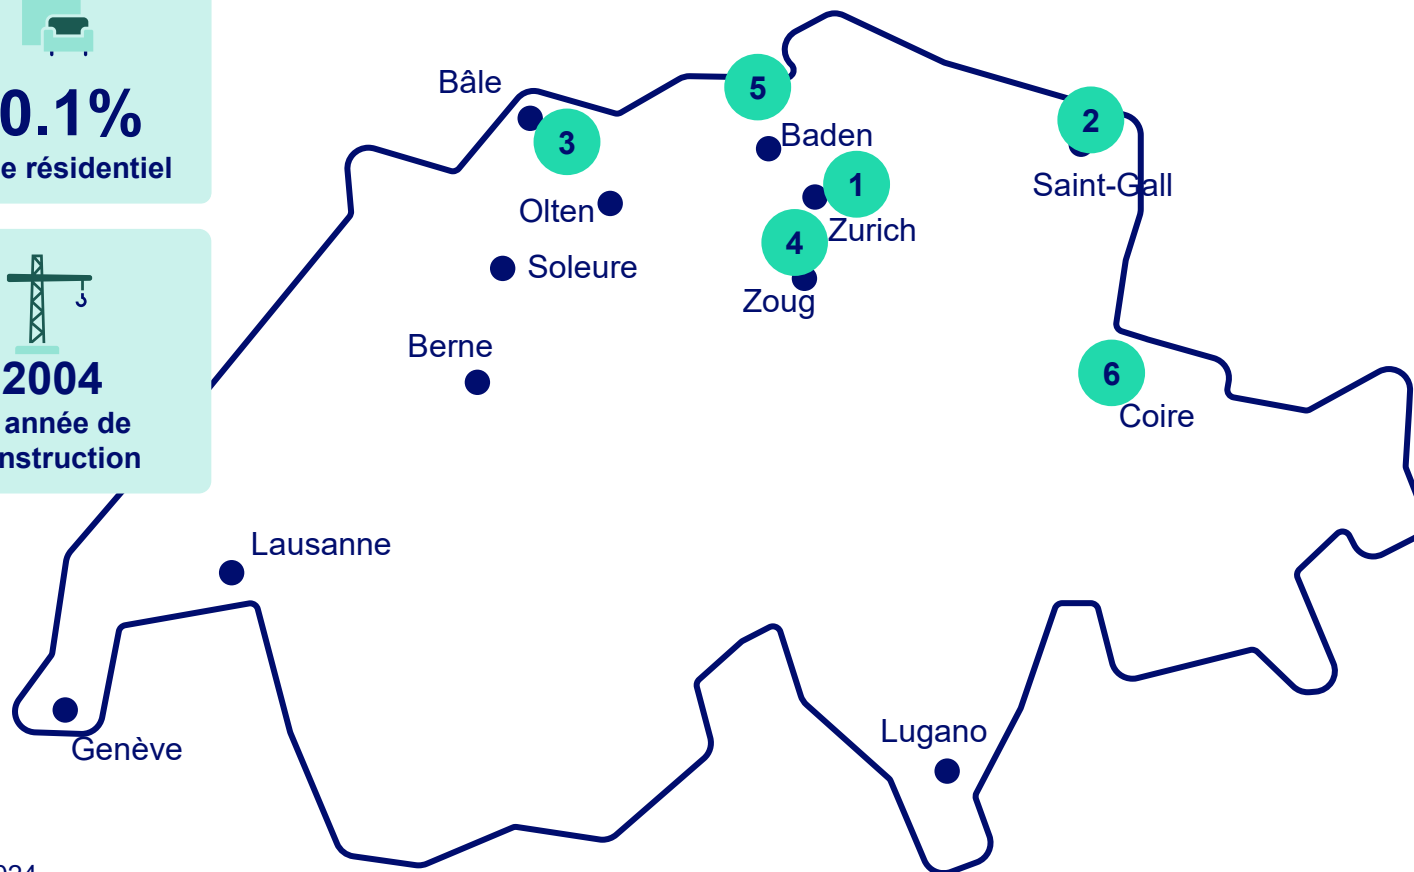 0.1%
e résidentiel
2004
année de
nstruction
Bâle
5
2
3
Baden
1
Saint-Gall
Olten
Zurich
4
Soleure
Zoug
Berne
6
Coire
Lausanne
Lugano
Genève